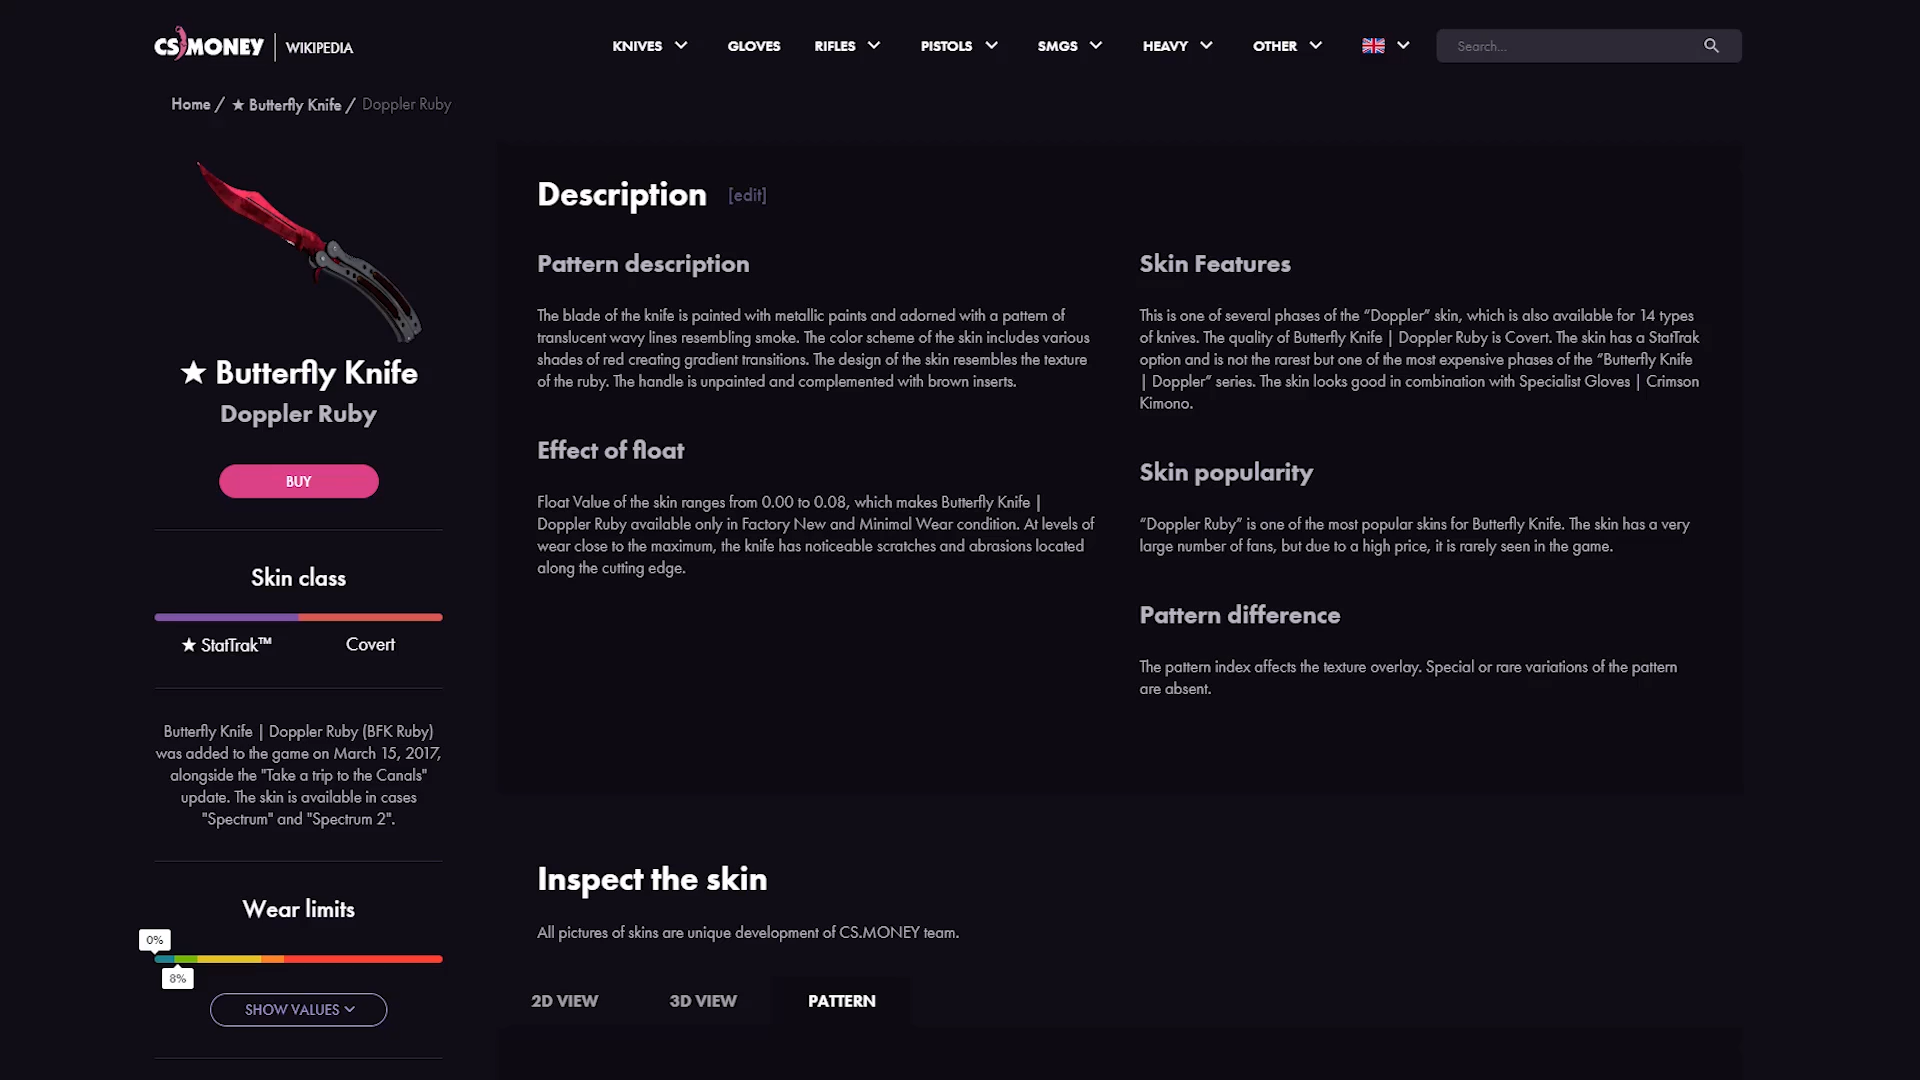 CS MONEY WIKIPEDIA
KNIVES GLOVES RIFLES PISTOLS SMGS HEAVY OTHER Search...
Home / ★ Butterfly Knife / Doppler Ruby
★ Butterfly Knife
Doppler Ruby
BUY
Skin class
★ StatTrak™ Covert
Butterfly Knife | Doppler Ruby (BFK Ruby)
was added to the game on March 15, 2017,
alongside the "Take a trip to the Canals"
update. The skin is available in cases
"Spectrum" and "Spectrum 2".
Wear limits
0%
8%
SHOW VALUES
Description [edit]
Pattern description
The blade of the knife is painted with metallic paints and adorned with a pattern of
translucent wavy lines resembling smoke. The color scheme of the skin includes various
shades of red creating gradient transitions. The design of the skin resembles the texture
of the ruby. The handle is unpainted and complemented with brown inserts.
Effect of float
Float Value of the skin ranges from 0.00 to 0.08, which makes Butterfly Knife |
Doppler Ruby available only in Factory New and Minimal Wear condition. At levels of
wear close to the maximum, the knife has noticeable scratches and abrasions located
along the cutting edge.
Skin Features
This is one of several phases of the “Doppler” skin, which is also available for 14 types
of knives. The quality of Butterfly Knife | Doppler Ruby is Covert. The skin has a StatTrak
option and is not the rarest but one of the most expensive phases of the “Butterfly Knife
| Doppler” series. The skin looks good in combination with Specialist Gloves | Crimson
Kimono.
Skin popularity
“Doppler Ruby” is one of the most popular skins for Butterfly Knife. The skin has a very
large number of fans, but due to a high price, it is rarely seen in the game.
Pattern difference
The pattern index affects the texture overlay. Special or rare variations of the pattern
are absent.
Inspect the skin
All pictures of skins are unique development of CS.MONEY team.
2D VIEW 3D VIEW PATTERN